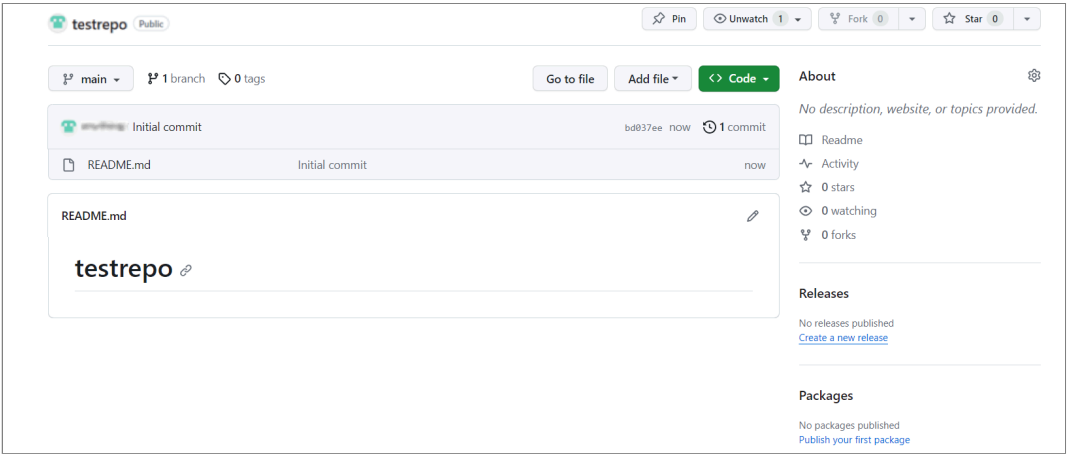 testrepo Public
Pin
Unwatch 1
Fork 0
Star 0
main
1 branch
0 tags
Go to file
Add file
<> Code
Initial commit
bd037ee now
1 commit
README.md
Initial commit
now
README.md
testrepo
About
No description, website, or topics provided.
Readme
Activity
0 stars
0 watching
0 forks
Releases
No releases published
Create a new release
Packages
No packages published
Publish your first package